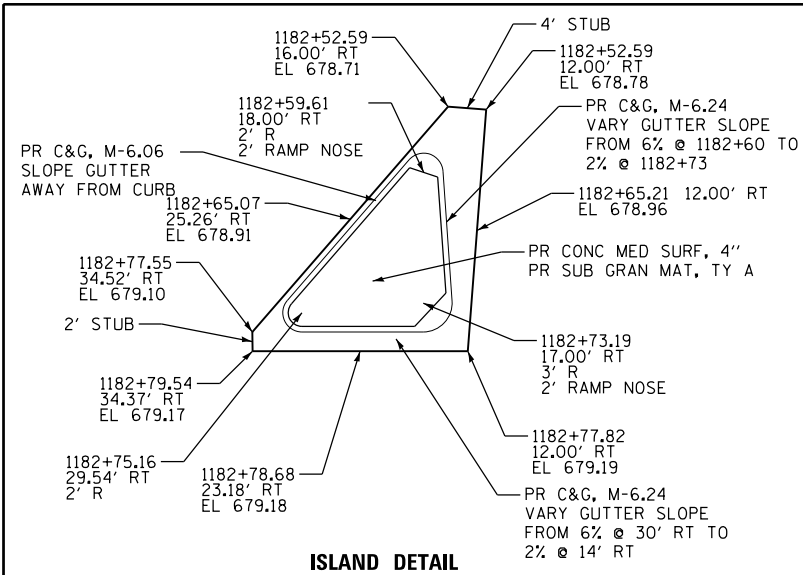 4' STUB
1182+52.59
16.00' RT
EL 678.71
1182+52.59
12.00' RT
EL 678.78
1182+59.61
18.00' RT
2' R
2' RAMP NOSE
PR C&G, M-6.24
VARY GUTTER SLOPE
FROM 6% @ 1182+60 TO
2% @ 1182+73
PR C&G, M-6.06
SLOPE GUTTER
AWAY FROM CURB
1182+65.07
25.26' RT
EL 678.91
1182+65.21 12.00' RT
EL 678.96
1182+77.55
34.52' RT
EL 679.10
PR CONC MED SURF, 4''
PR SUB GRAN MAT, TY A
2' STUB
1182+73.19
17.00' RT
3' R
2' RAMP NOSE
1182+79.54
34.37' RT
EL 679.17
1182+77.82
12.00' RT
EL 679.19
1182+75.16
29.54' RT
2' R
1182+78.68
23.18' RT
EL 679.18
PR C&G, M-6.24
VARY GUTTER SLOPE
FROM 6% @ 30' RT TO
2% @ 14' RT
ISLAND DETAIL